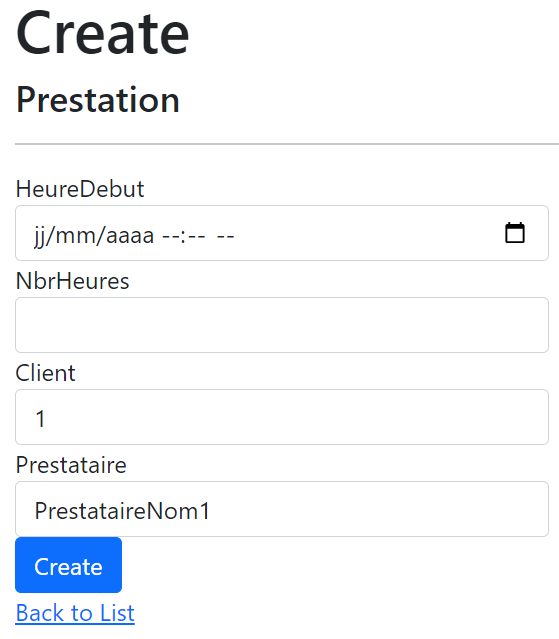 Create
Prestation
HeureDebut
jj/mm/aaaa --:-- --
NbrHeures
Client
1
Prestataire
PrestataireNom1
Create
Back to List